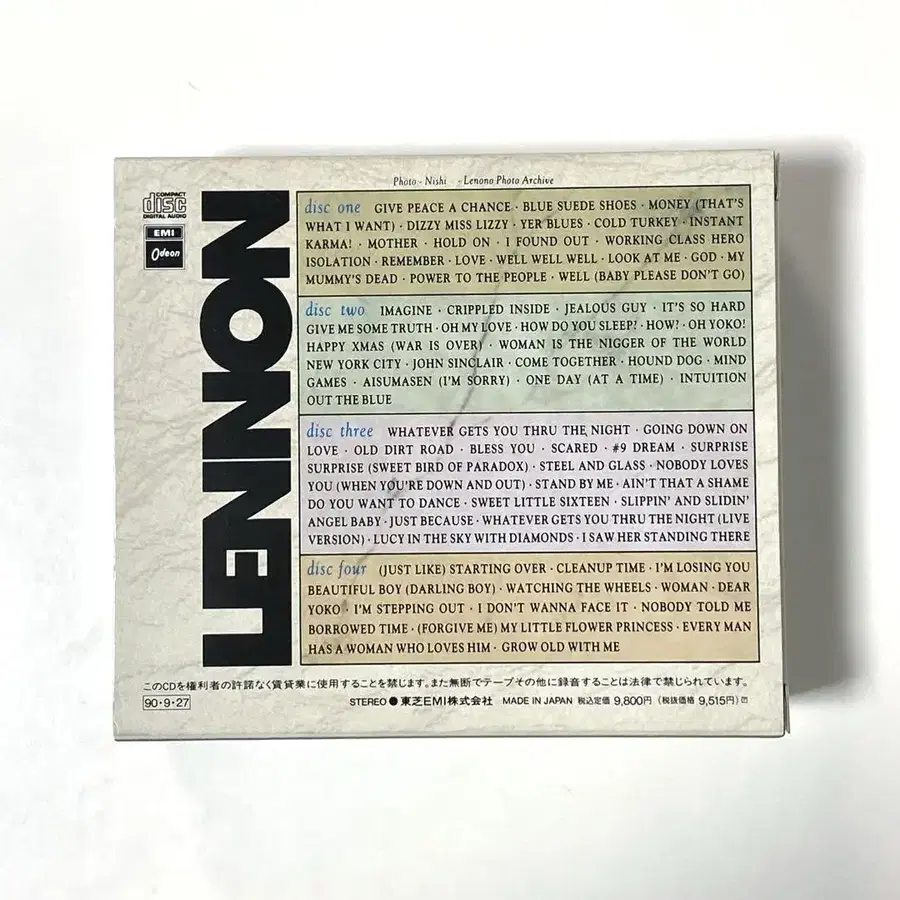 Photo - Nishi - Lenono Photo Archive
COMPACT
disc
DIGITAL AUDIO
EMI
Odeon
LENNON
disc one GIVE PEACE A CHANCE · BLUE SUEDE SHOES · MONEY (THAT'S
WHAT I WANT) · DIZZY MISS LIZZY · YER BLUES · COLD TURKEY · INSTANT
KARMA! · MOTHER · HOLD ON · I FOUND OUT · WORKING CLASS HERO
ISOLATION · REMEMBER · LOVE · WELL WELL WELL · LOOK AT ME · GOD · MY
MUMMY'S DEAD · POWER TO THE PEOPLE · WELL (BABY PLEASE DON'T GO)
disc two IMAGINE · CRIPPLED INSIDE · JEALOUS GUY · IT'S SO HARD
GIVE ME SOME TRUTH · OH MY LOVE · HOW DO YOU SLEEP? · HOW? · OH YOKO!
HAPPY XMAS (WAR IS OVER) · WOMAN IS THE NIGGER OF THE WORLD
NEW YORK CITY · JOHN SINCLAIR · COME TOGETHER · HOUND DOG · MIND
GAMES · AISUMASEN (I'M SORRY) · ONE DAY (AT A TIME) · INTUITION
OUT THE BLUE
disc three WHATEVER GETS YOU THRU THE NIGHT · GOING DOWN ON
LOVE · OLD DIRT ROAD · BLESS YOU · SCARED · #9 DREAM · SURPRISE
SURPRISE (SWEET BIRD OF PARADOX) · STEEL AND GLASS · NOBODY LOVES
YOU (WHEN YOU'RE DOWN AND OUT) · STAND BY ME · AIN'T THAT A SHAME
DO YOU WANT TO DANCE · SWEET LITTLE SIXTEEN · SLIPPIN' AND SLIDIN'
ANGEL BABY · JUST BECAUSE · WHATEVER GETS YOU THRU THE NIGHT (LIVE
VERSION) · LUCY IN THE SKY WITH DIAMONDS · I SAW HER STANDING THERE
disc four (JUST LIKE) STARTING OVER · CLEANUP TIME · I'M LOSING YOU
BEAUTIFUL BOY (DARLING BOY) · WATCHING THE WHEELS · WOMAN · DEAR
YOKO · I'M STEPPING OUT · I DON'T WANNA FACE IT · NOBODY TOLD ME
BORROWED TIME · (FORGIVE ME) MY LITTLE FLOWER PRINCESS · EVERY MAN
HAS A WOMAN WHO LOVES HIM · GROW OLD WITH ME
このCDを権利者の許諾なく賃貸業に使用することを禁じます。また無断でテープその他に録音することは法律で禁じられています。
90・9・27
STEREO ● 東芝EMI株式会社 MADE IN JAPAN 税込定価 9,800円 (税抜価格 9,515円)